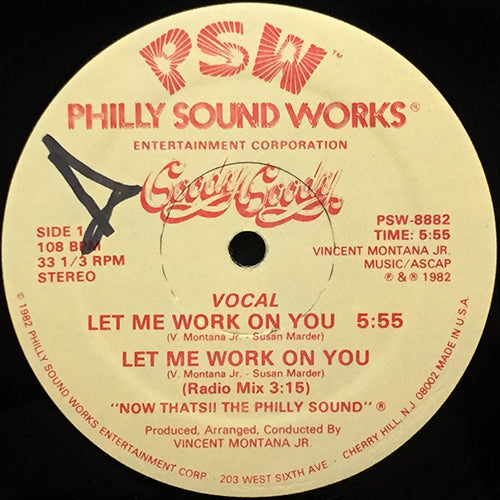 PSW™
PHILLY SOUND WORKS®
ENTERTAINMENT CORPORATION
Goody Goody
SIDE 1
108 BPM
33 1/3 RPM
STEREO
PSW-8882
TIME: 5:55
VINCENT MONTANA JR.
MUSIC/ASCAP
℗ & ® 1982
VOCAL
LET ME WORK ON YOU 5:55
(V. Montana Jr. - Susan Marder)
LET ME WORK ON YOU
(V. Montana Jr. - Susan Marder)
(Radio Mix 3:15)
"NOW THATS!! THE PHILLY SOUND" ®
Produced, Arranged, Conducted By
VINCENT MONTANA JR.
© 1982 PHILLY SOUND WORKS ENTERTAINMENT CORP - 203 WEST SIXTH AVE - CHERRY HILL, NJ. 08002 MADE IN U.S.A.